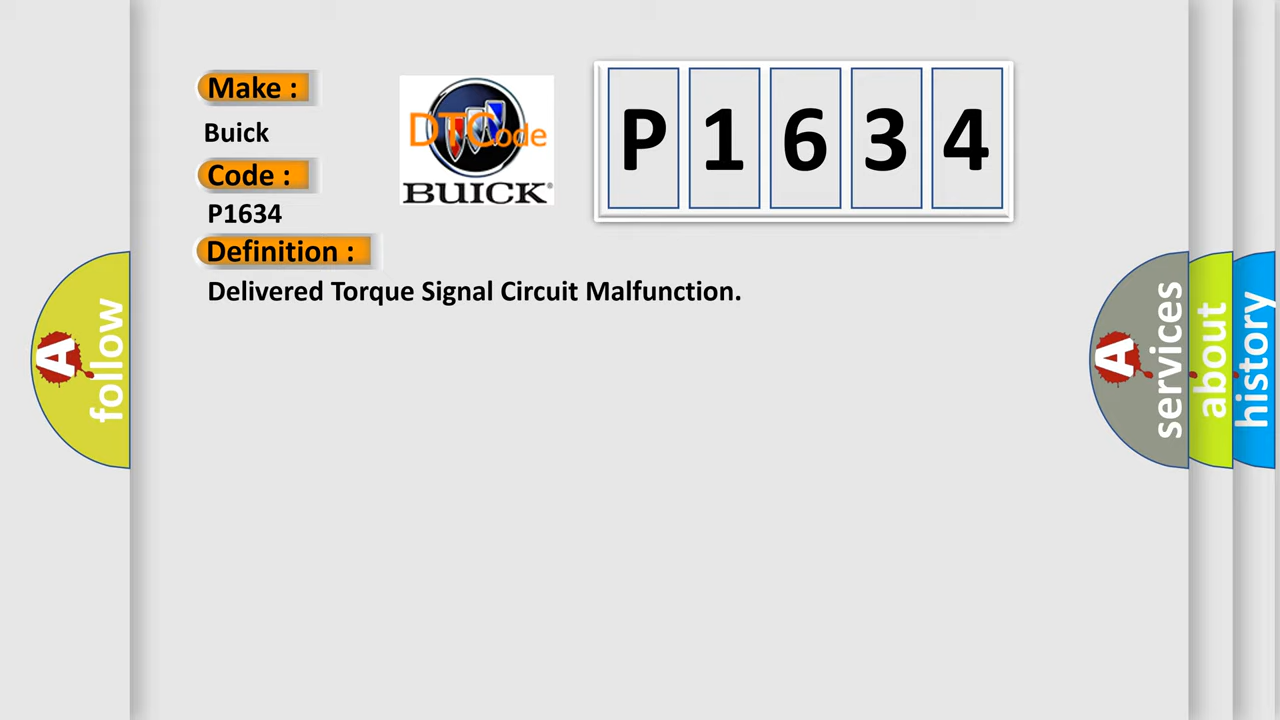 Make :
Buick
Code :
P1634
Definition :
Delivered Torque Signal Circuit Malfunction.
DTCode
BUICK®
P 1 6 3 4
A follow
A services
about
history